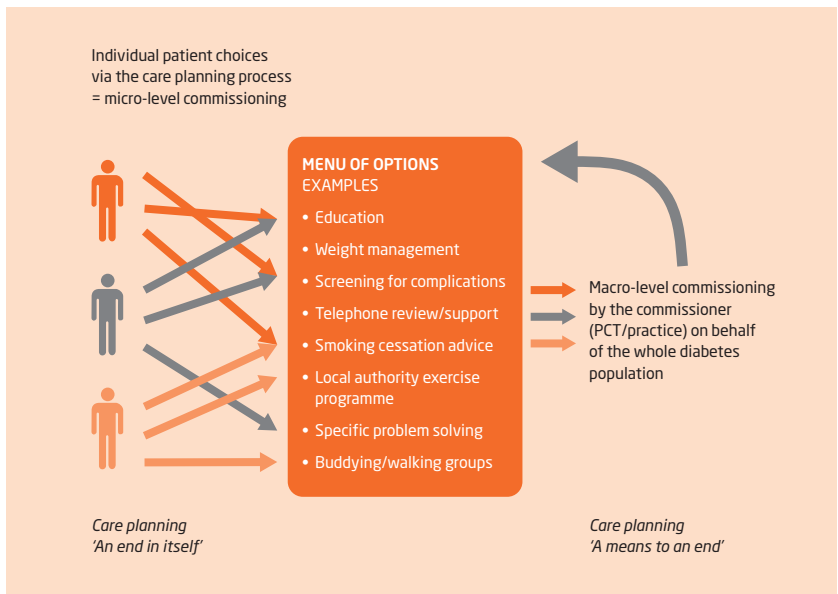 Individual patient choices
via the care planning process
= micro-level commissioning
MENU OF OPTIONS
EXAMPLES
• Education
• Weight management
• Screening for complications
• Telephone review/support
• Smoking cessation advice
• Local authority exercise
programme
• Specific problem solving
• Buddying/walking groups
Macro-level commissioning
by the commissioner
(PCT/practice) on behalf
of the whole diabetes
population
Care planning
‘An end in itself’
Care planning
‘A means to an end’